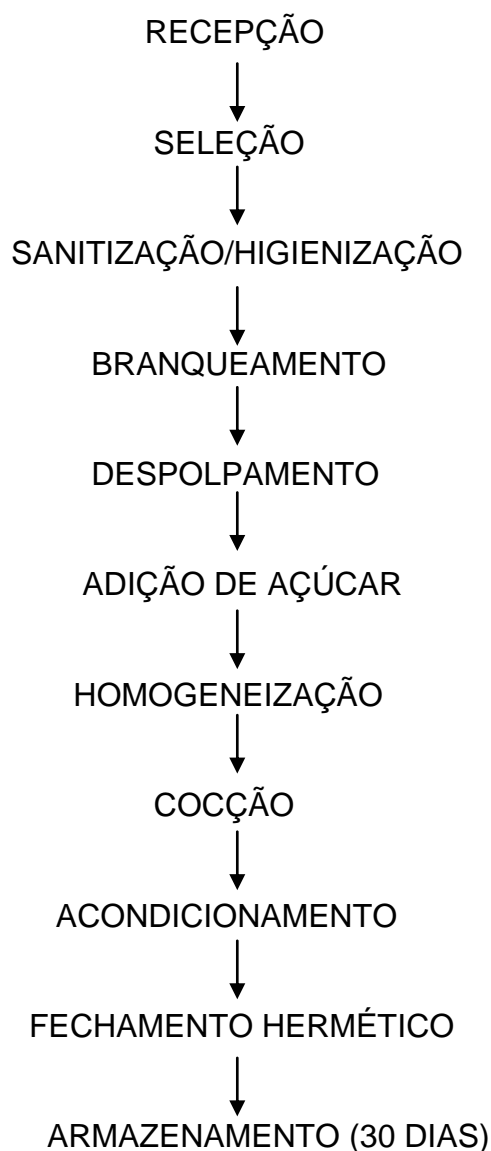 RECEPÇÃO
SELEÇÃO
SANITIZAÇÃO/HIGIENIZAÇÃO
BRANQUEAMENTO
DESPOLPAMENTO
ADIÇÃO DE AÇÚCAR
HOMOGENEIZAÇÃO
COCÇÃO
ACONDICIONAMENTO
FECHAMENTO HERMÉTICO
ARMAZENAMENTO (30 DIAS)